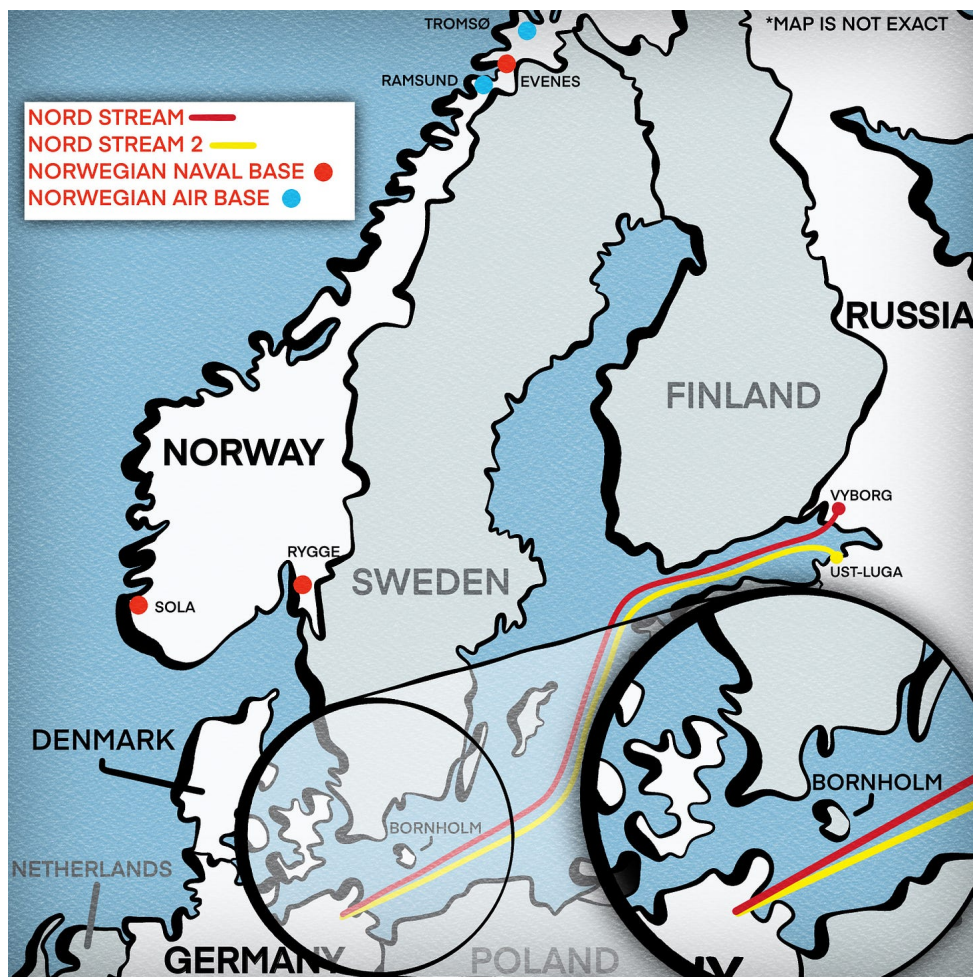 TROMSØ
*MAP IS NOT EXACT
RAMSUND
EVENES
NORD STREAM
NORD STREAM 2
NORWEGIAN NAVAL BASE
NORWEGIAN AIR BASE
RUSSIA
FINLAND
NORWAY
VYBORG
RYGGE
UST-LUGA
SWEDEN
SOLA
DENMARK
BORNHOLM
BORNHOLM
NETHERLANDS
GERMANY
POLAND
NY